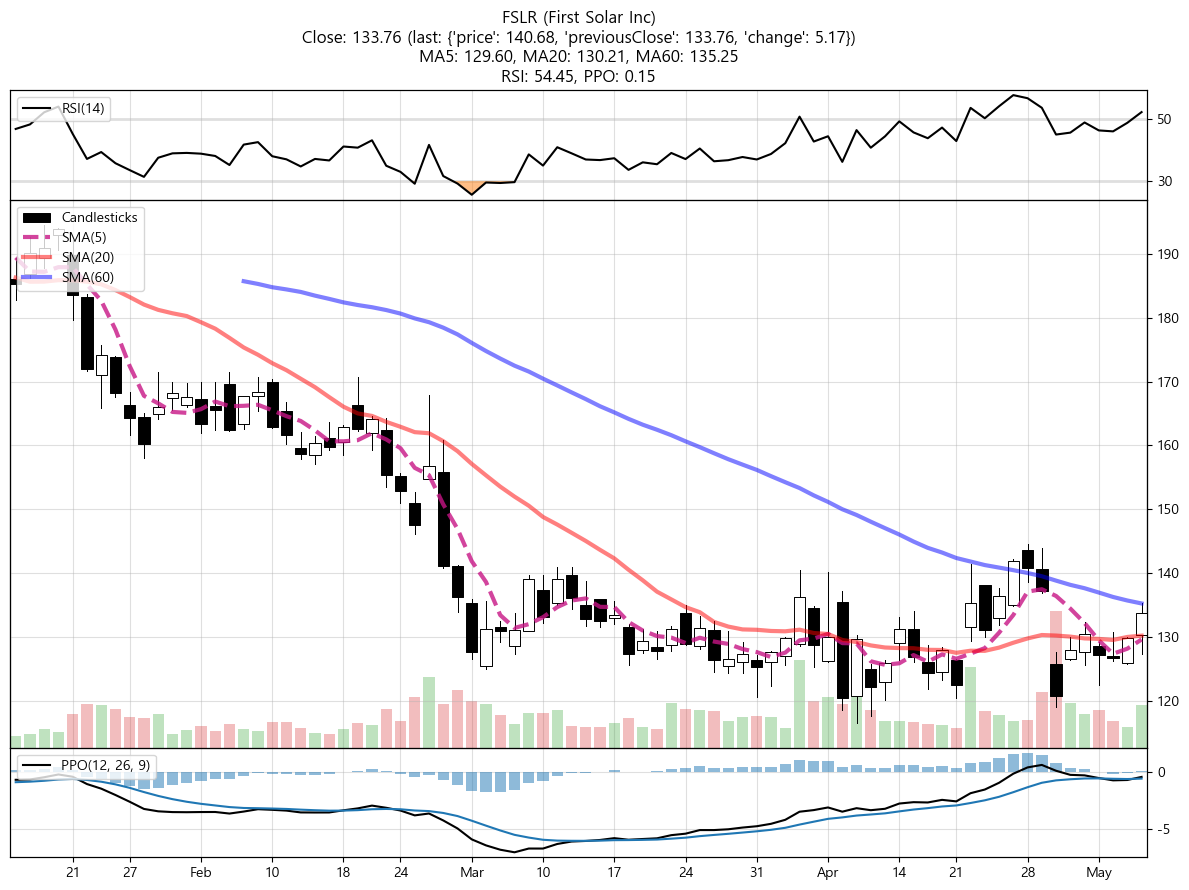 FSLR (First Solar Inc)
Close: 133.76 (last: {'price': 140.68, 'previousClose': 133.76, 'change': 5.17})
MA5: 129.60, MA20: 130.21, MA60: 135.25
RSI: 54.45, PPO: 0.15
RSI(14)
50
30
Candlesticks
SMA(5)
SMA(20)
SMA(60)
190
180
170
160
150
140
130
120
PPO(12, 26, 9)
0
-5
21 27 Feb 10 18 24 Mar 10 17 24 31 Apr 14 21 28 May